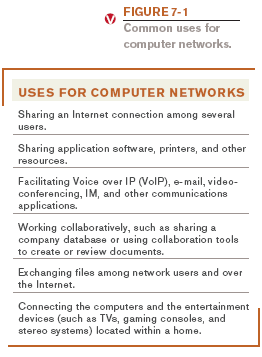 FIGURE 7-1
Common uses for
computer networks.
USES FOR COMPUTER NETWORKS
Sharing an Internet connection among several
users.
Sharing application software, printers, and other
resources.
Facilitating Voice over IP (VoIP), e-mail, video-
conferencing, IM, and other communications
applications.
Working collaboratively, such as sharing a
company database or using collaboration tools
to create or review documents.
Exchanging files among network users and over
the Internet.
Connecting the computers and the entertainment
devices (such as TVs, gaming consoles, and
stereo systems) located within a home.